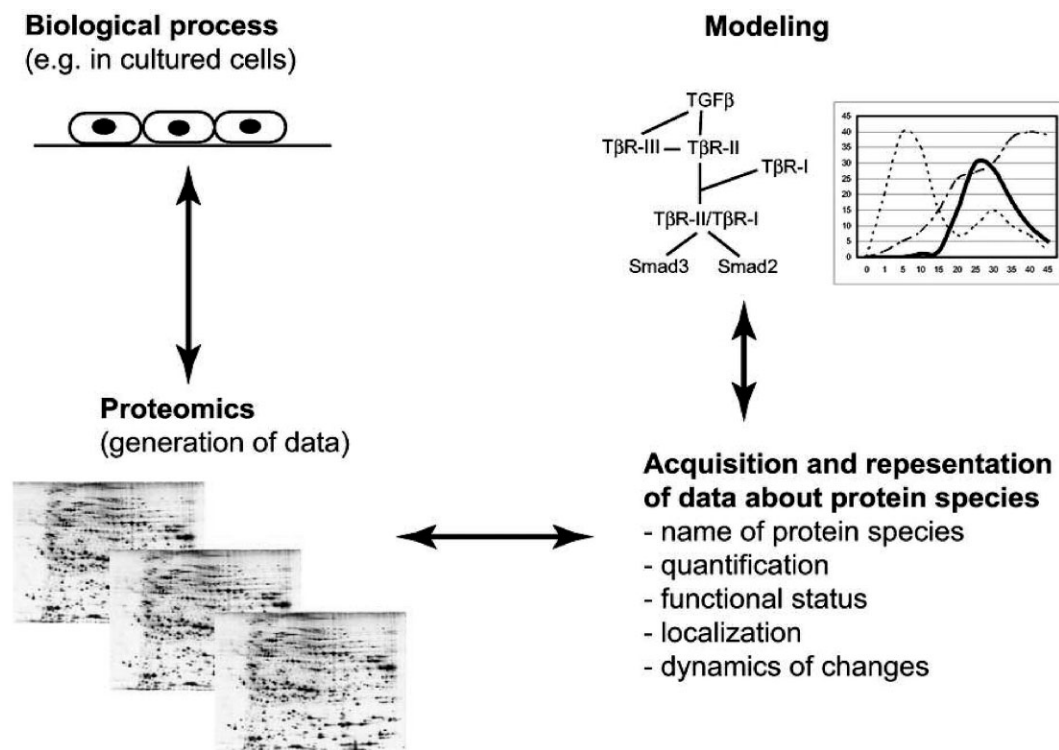 Biological process
(e.g. in cultured cells)
Modeling
TGFβ
TβR-III
TβR-II
TβR-I
TβR-II/TβR-I
Smad3
Smad2
45
40
35
30
25
20
15
10
5
0
0 1 5 10 15 20 25 30 35 40 45
Proteomics
(generation of data)
Acquisition and repesentation
of data about protein species
- name of protein species
- quantification
- functional status
- localization
- dynamics of changes